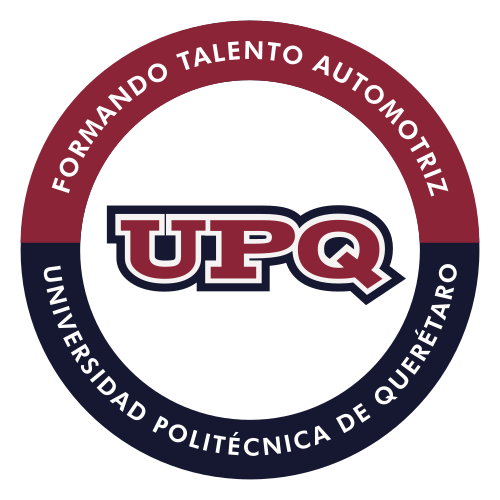 FORMANDO TALENTO AUTOMOTRIZ
UPQ
UNIVERSIDAD POLITÉCNICA DE QUERÉTARO